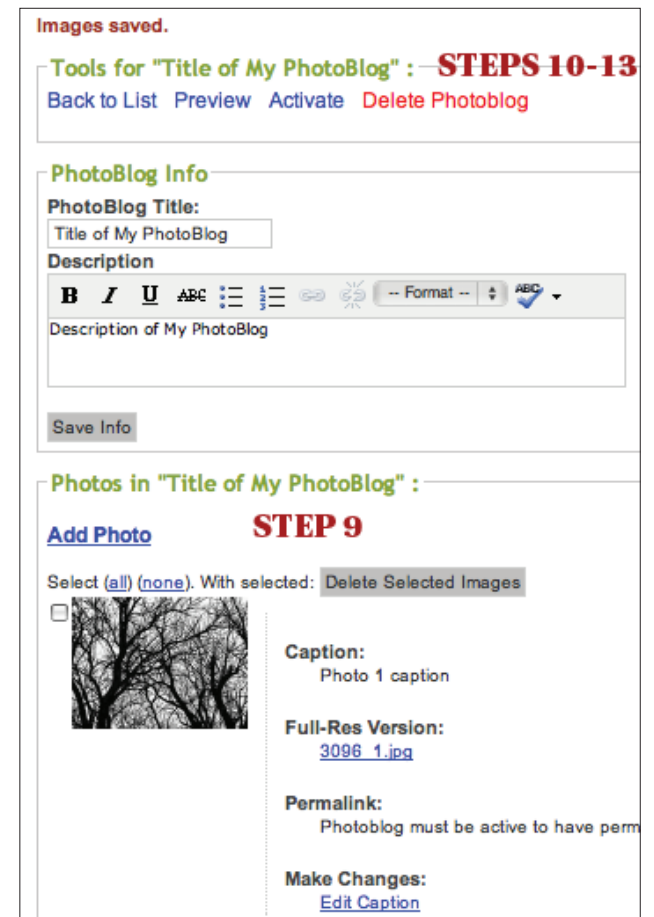 Images saved.
Tools for "Title of My PhotoBlog" : STEPS 10-13
Back to List Preview Activate Delete Photoblog
PhotoBlog Info
PhotoBlog Title:
Title of My PhotoBlog
Description
B I U ABC -- Format -- ABC
Description of My PhotoBlog
Save Info
Photos in "Title of My PhotoBlog" :
Add Photo STEP 9
Select (all) (none). With selected: Delete Selected Images
Caption:
Photo 1 caption
Full-Res Version:
3096_1.jpg
Permalink:
Photoblog must be active to have perm
Make Changes:
Edit Caption